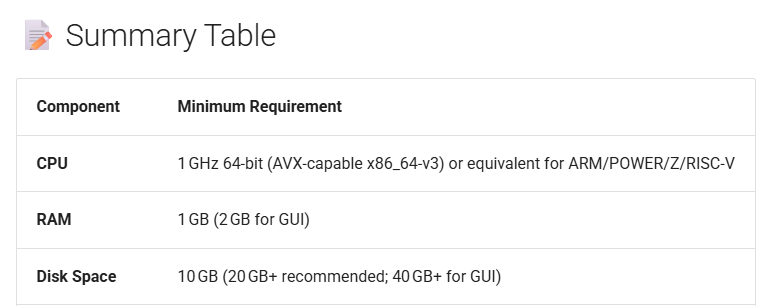 Summary Table
Component Minimum Requirement
CPU 1 GHz 64-bit (AVX-capable x86_64-v3) or equivalent for ARM/POWER/Z/RISC-V
RAM 1 GB (2 GB for GUI)
Disk Space 10 GB (20 GB+ recommended; 40 GB+ for GUI)